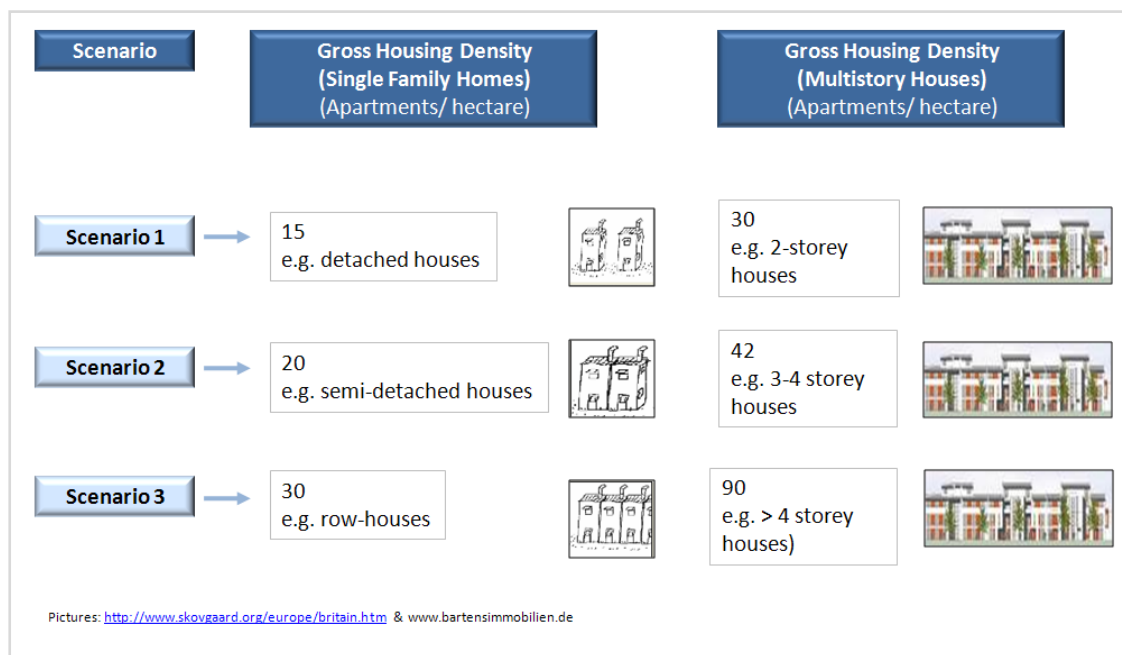 Scenario
Gross Housing Density
(Single Family Homes)
(Apartments/ hectare)
Gross Housing Density
(Multistory Houses)
(Apartments/ hectare)
Scenario 1
15
e.g. detached houses
30
e.g. 2-storey
houses
Scenario 2
20
e.g. semi-detached houses
42
e.g. 3-4 storey
houses
Scenario 3
30
e.g. row-houses
90
e.g. > 4 storey
houses)
Pictures: http://www.skovgaard.org/europe/britain.htm & www.bartensimmobilien.de